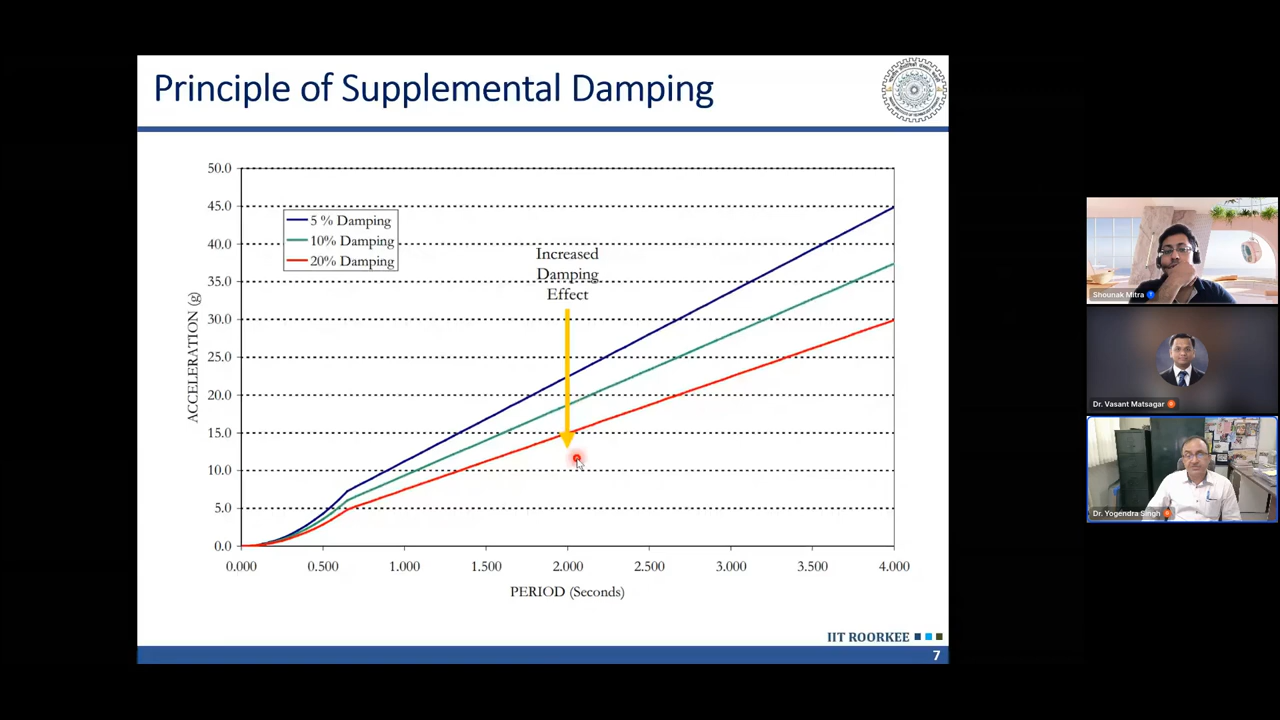 Principle of Supplemental Damping
50.0
45.0
40.0
35.0
30.0
25.0
20.0
15.0
10.0
5.0
0.0
ACCELERATION (g)
5 % Damping
10% Damping
20% Damping
Increased
Damping
Effect
0.000 0.500 1.000 1.500 2.000 2.500 3.000 3.500 4.000
PERIOD (Seconds)
IIT ROORKEE
7
Shounak Mitra
Dr. Vasant Matsagar
Dr. Yogendra Singh